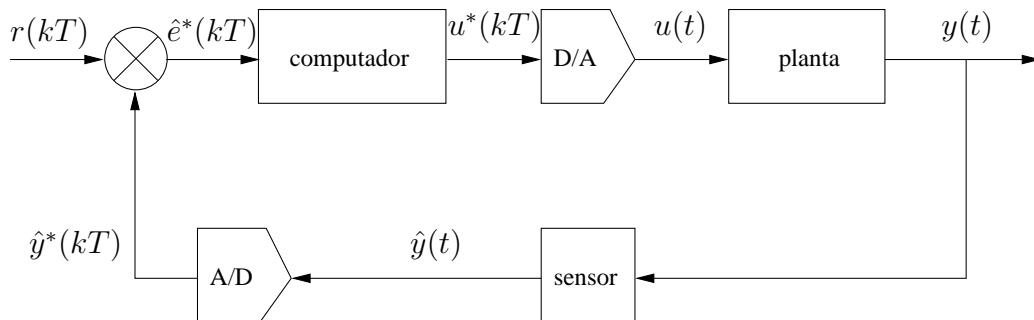 r(kT)
ê*(kT)
computador
u*(kT)
D/A
u(t)
planta
y(t)
ŷ*(kT)
A/D
ŷ(t)
sensor